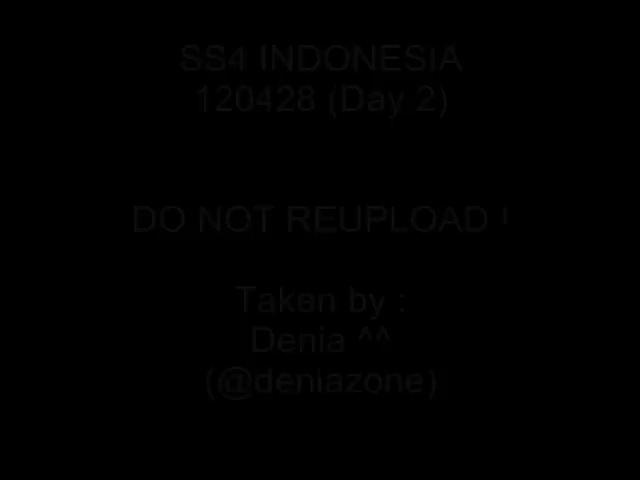 SS4 INDONESIA
120428 (Day 2)
DO NOT REUPLOAD !
Taken by :
Denia ^^
(@deniazone)